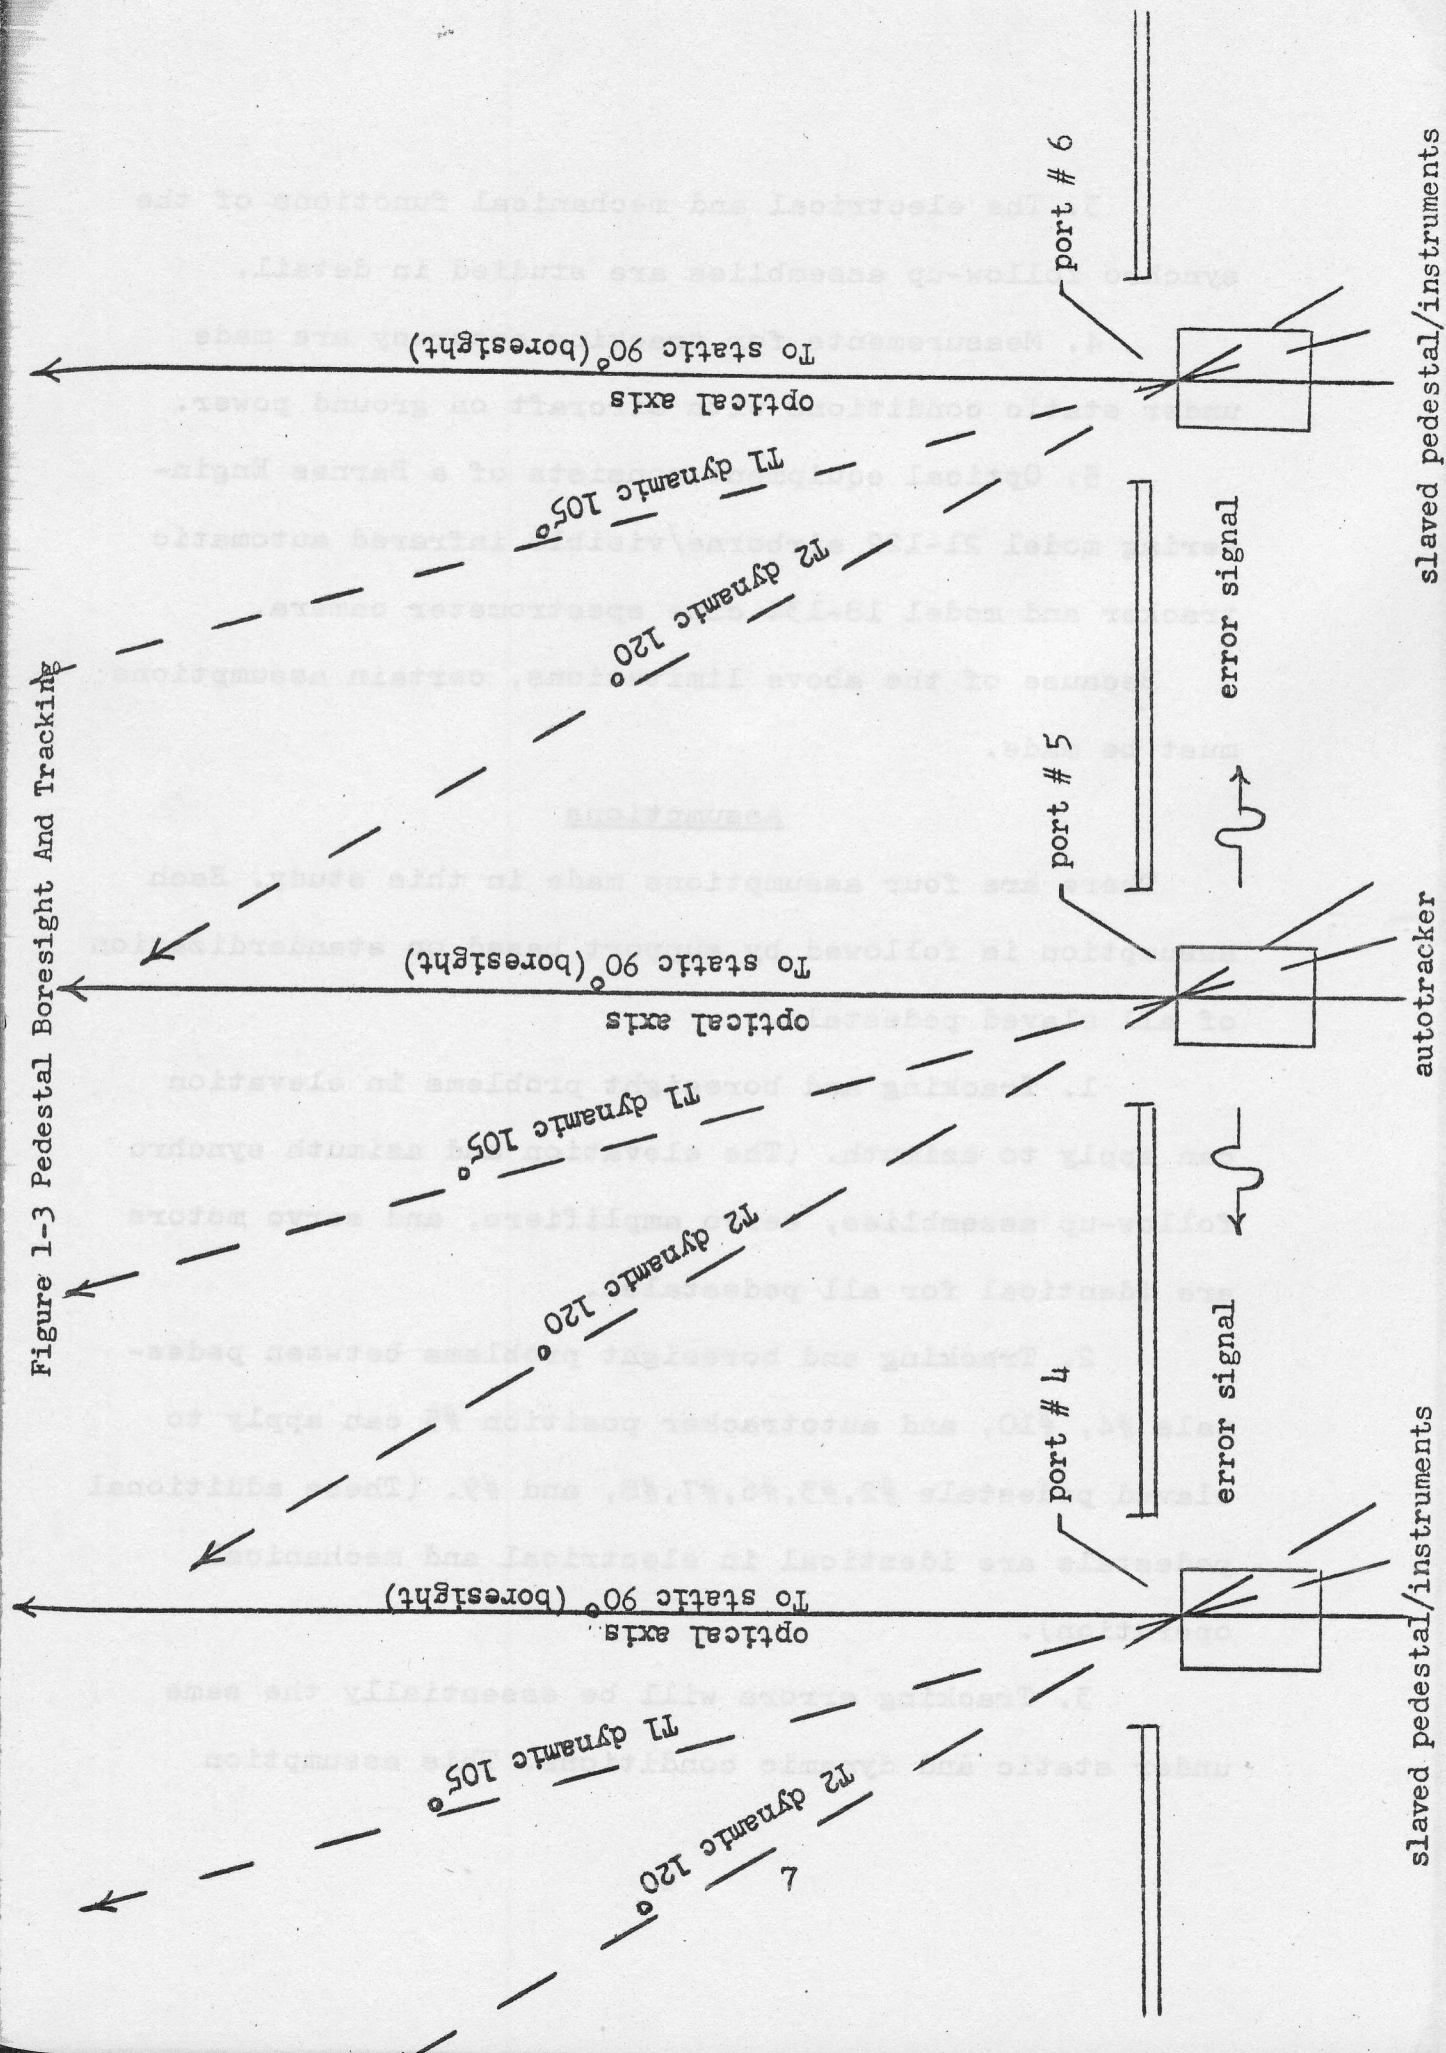 Figure 1-3 Pedestal Boresight And Tracking
To static 90° (boresight)
optical axis
T1 dynamic 105°
T2 dynamic 120°
port # 4
error signal
slaved pedestal/instruments
To static 90°(boresight)
optical axis
T1 dynamic 105°
T2 dynamic 120°
port # 5
error signal
autotracker
To static 90°(boresight)
optical axis
T1 dynamic 105°
T2 dynamic 120°
port # 6
slaved pedestal/instruments
7